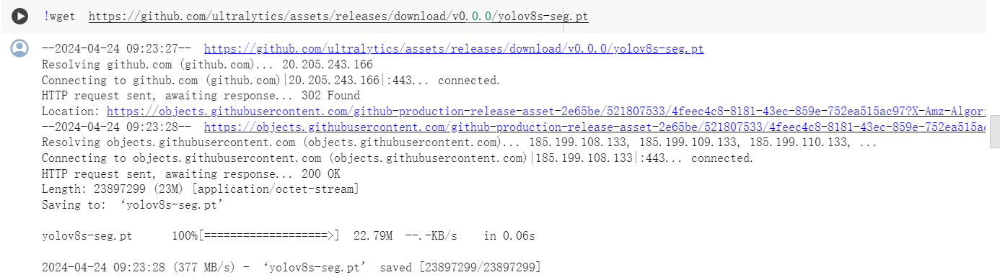 !wget  https://github.com/ultralytics/assets/releases/download/v0.0.0/yolov8s-seg.pt
--2024-04-24 09:23:27--  https://github.com/ultralytics/assets/releases/download/v0.0.0/yolov8s-seg.pt
Resolving github.com (github.com)... 20.205.243.166
Connecting to github.com (github.com)|20.205.243.166|:443... connected.
HTTP request sent, awaiting response... 302 Found
Location: https://objects.githubusercontent.com/github-production-release-asset-2e65be/521807533/4feec4c8-8181-43ec-859e-752ea515ac97?X-Amz-Algor
--2024-04-24 09:23:28--  https://objects.githubusercontent.com/github-production-release-asset-2e65be/521807533/4feec4c8-8181-43ec-859e-752ea515a
Resolving objects.githubusercontent.com (objects.githubusercontent.com)... 185.199.108.133, 185.199.109.133, 185.199.110.133, ...
Connecting to objects.githubusercontent.com (objects.githubusercontent.com)|185.199.108.133|:443... connected.
HTTP request sent, awaiting response... 200 OK
Length: 23897299 (23M) [application/octet-stream]
Saving to: ‘yolov8s-seg.pt’
yolov8s-seg.pt      100%[===================>]  22.79M  --.-KB/s    in 0.06s
2024-04-24 09:23:28 (377 MB/s) - ‘yolov8s-seg.pt’ saved [23897299/23897299]